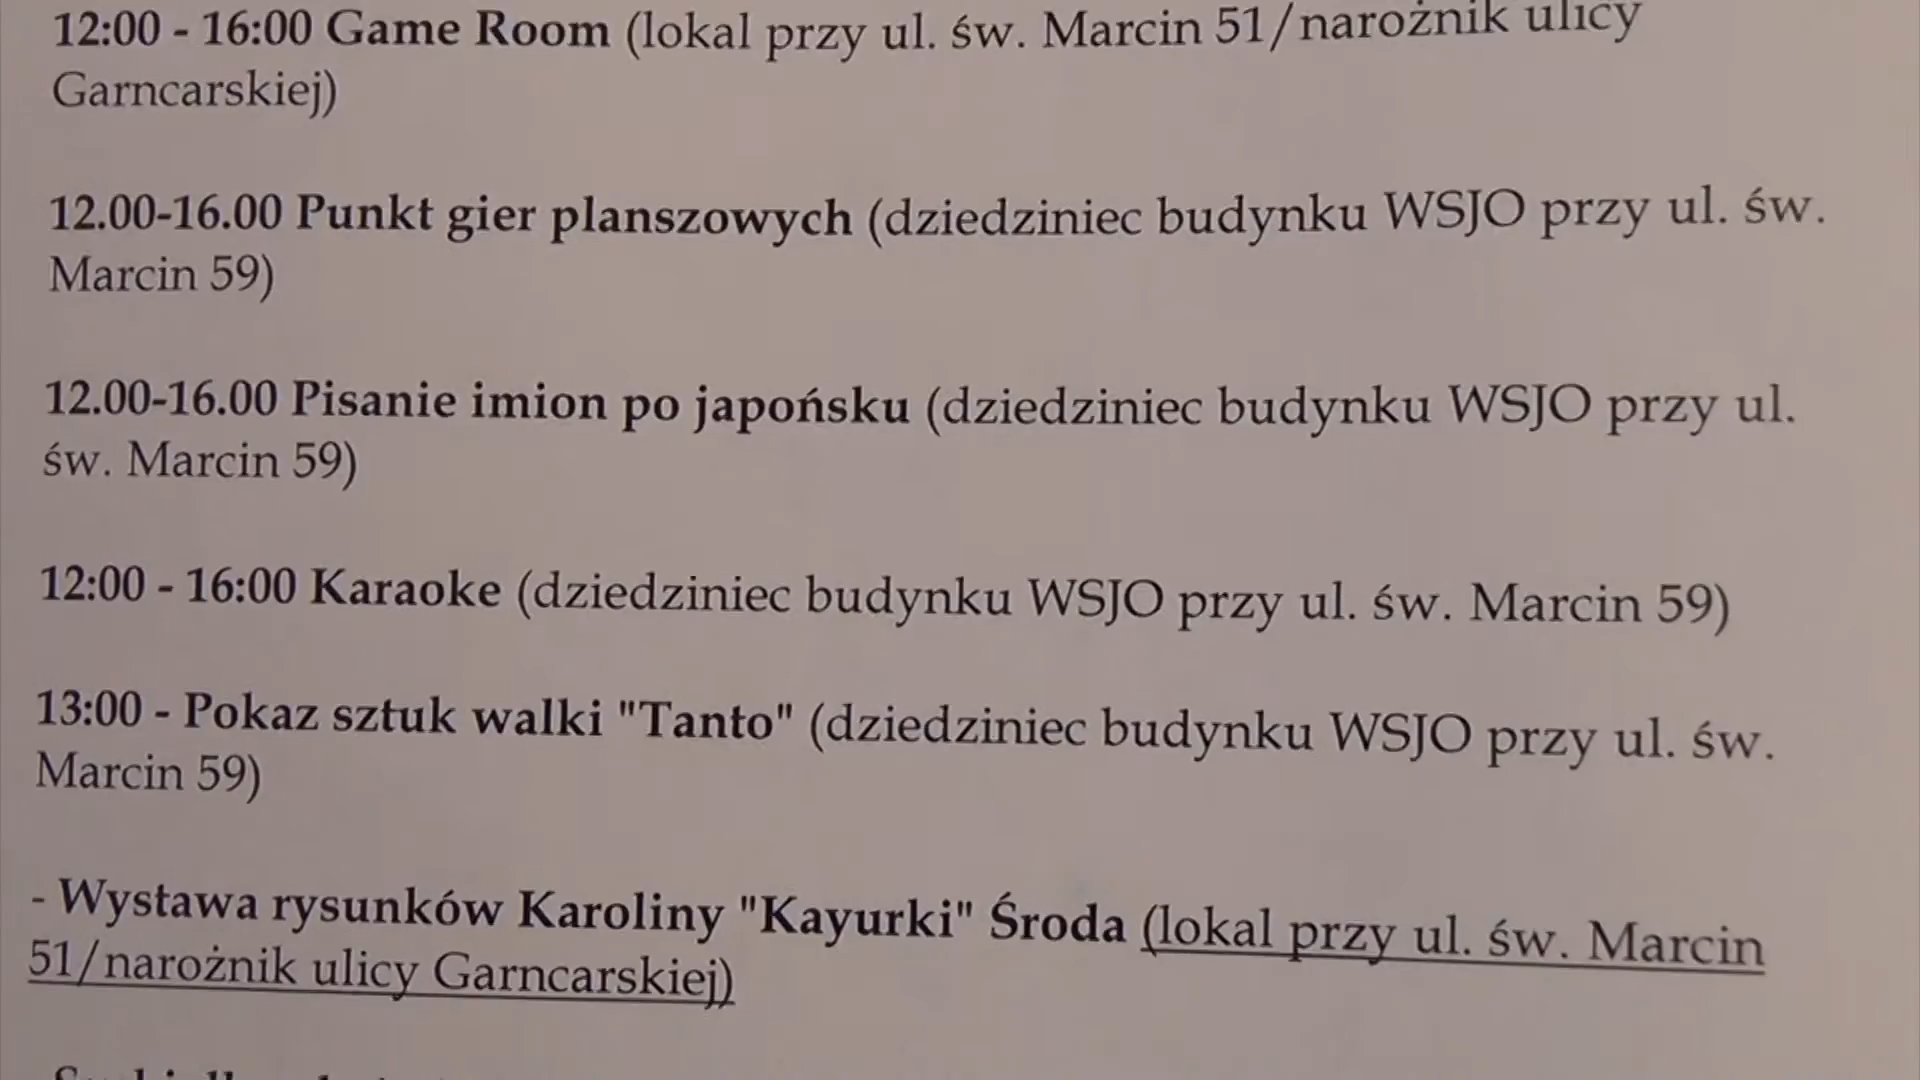 12:00 - 16:00 Game Room (lokal przy ul. św. Marcin 51/narożnik ulicy
Garncarskiej)
12.00-16.00 Punkt gier planszowych (dziedziniec budynku WSJO przy ul. św.
Marcin 59)
12.00-16.00 Pisanie imion po japońsku (dziedziniec budynku WSJO przy ul.
św. Marcin 59)
12:00 - 16:00 Karaoke (dziedziniec budynku WSJO przy ul. św. Marcin 59)
13:00 - Pokaz sztuk walki "Tanto" (dziedziniec budynku WSJO przy ul. św.
Marcin 59)
- Wystawa rysunków Karoliny "Kayurki" Środa (lokal przy ul. św. Marcin
51/narożnik ulicy Garncarskiej)